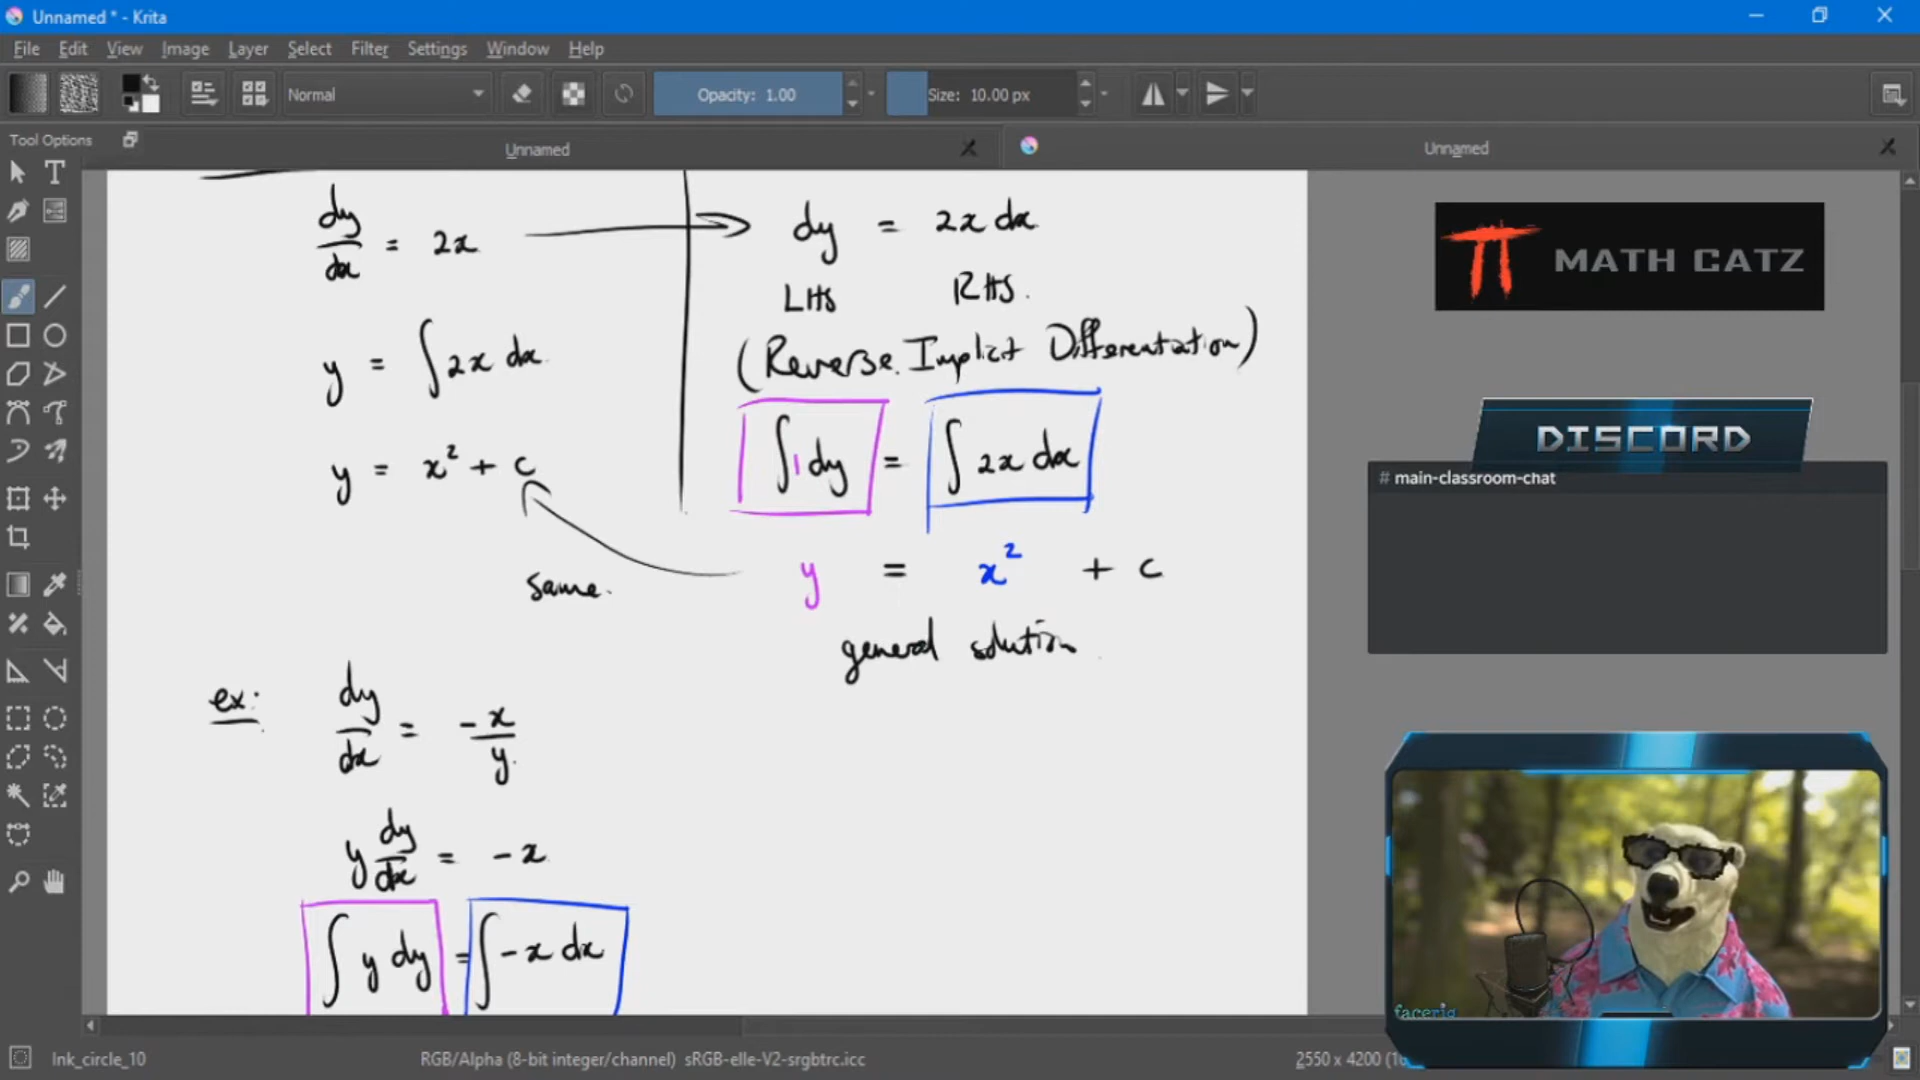 Unnamed * - Krita
File Edit View Image Layer Select Filter Settings Window Help
Normal Opacity: 1.00 Size: 10.00 px
Tool Options
Unnamed
Unnamed
dy/dx = 2x
y = ∫2x dx
y = x² + c
same.
dy = 2x dx
LHS RHS.
(Reverse Implicit Differentiation)
∫1 dy = ∫ 2x dx
y = x² + c
general solution
ex: dy/dx = -x/y
y dy/dx = -x
∫ y dy = ∫ -x dx
MATH CATZ
DISCORD
# main-classroom-chat
facerig
Ink_circle_10
RGB/Alpha (8-bit integer/channel) sRGB-elle-V2-srgbtrc.icc
2550 x 4200 (1